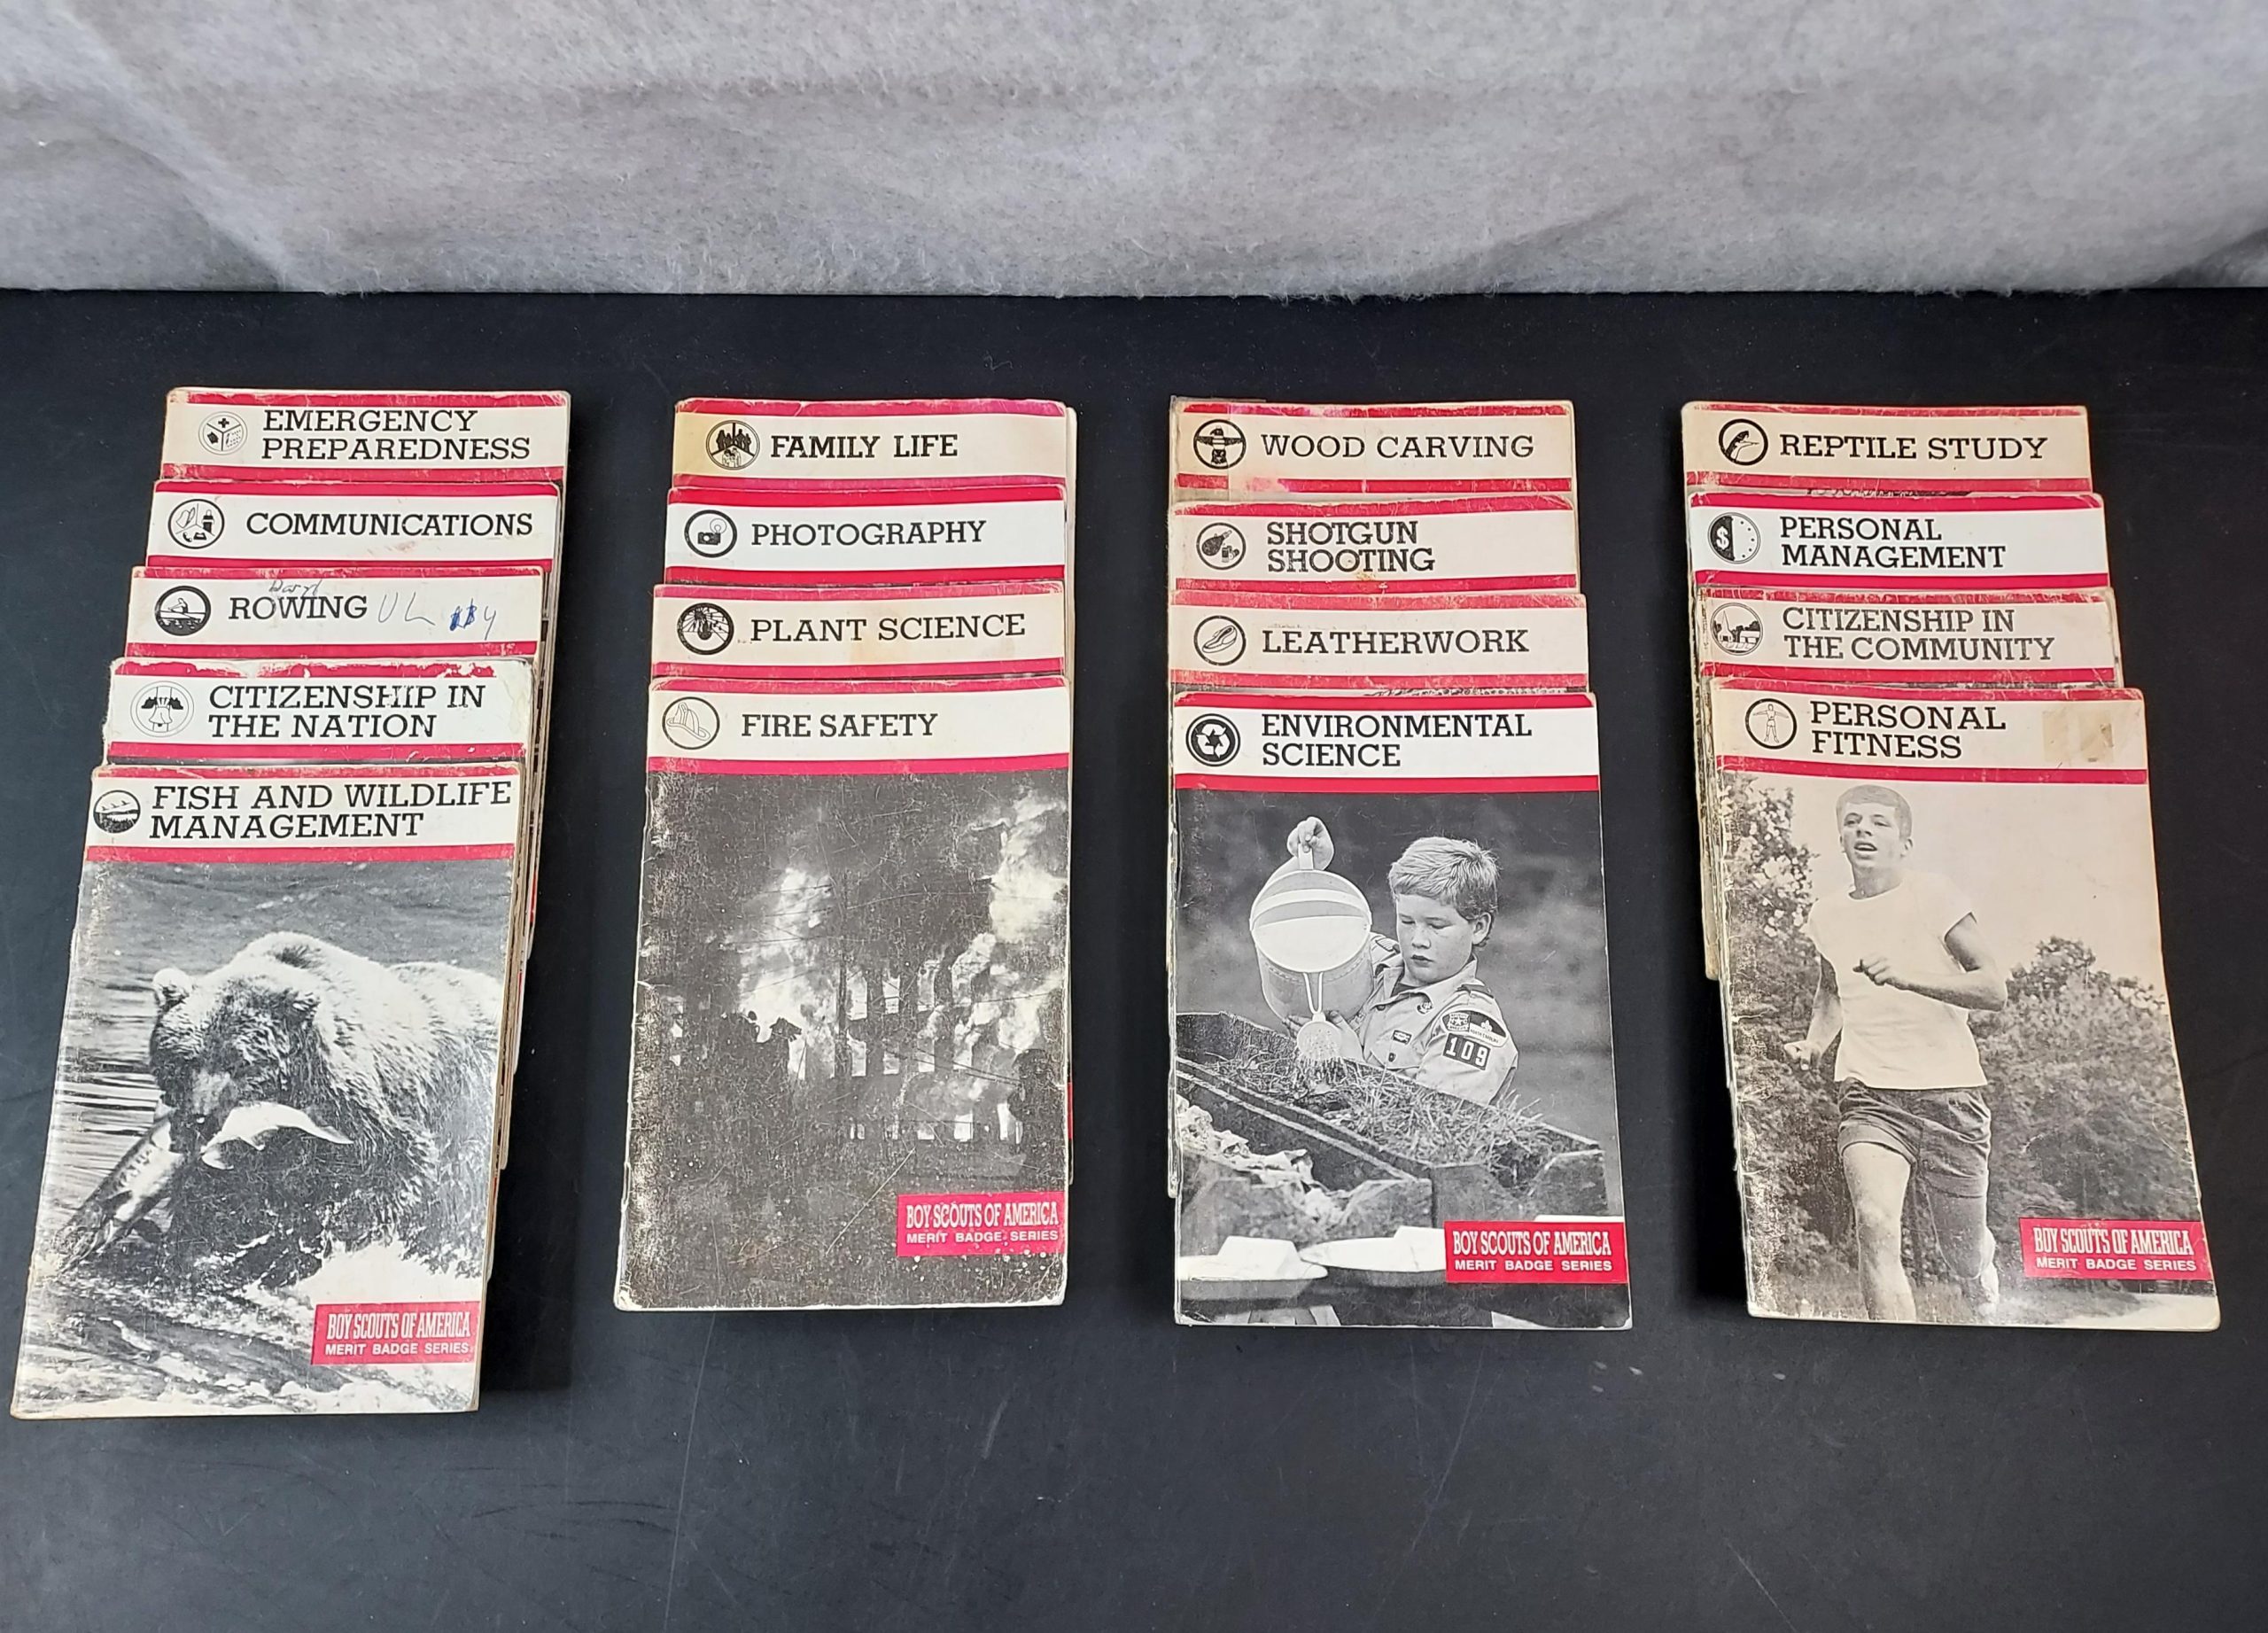 EMERGENCY
PREPAREDNESS
COMMUNICATIONS
Daryl
ROWING UL
CITIZENSHIP IN
THE NATION
FISH AND WILDLIFE
MANAGEMENT
BOY SCOUTS OF AMERICA
MERIT BADGE SERIES
FAMILY LIFE
PHOTOGRAPHY
PLANT SCIENCE
FIRE SAFETY
BOY SCOUTS OF AMERICA
MERIT BADGE SERIES
WOOD CARVING
SHOTGUN
SHOOTING
LEATHERWORK
ENVIRONMENTAL
SCIENCE
109
BOY SCOUTS OF AMERICA
MERIT BADGE SERIES
REPTILE STUDY
$
PERSONAL
MANAGEMENT
CITIZENSHIP IN
THE COMMUNITY
PERSONAL
FITNESS
BOY SCOUTS OF AMERICA
MERIT BADGE SERIES